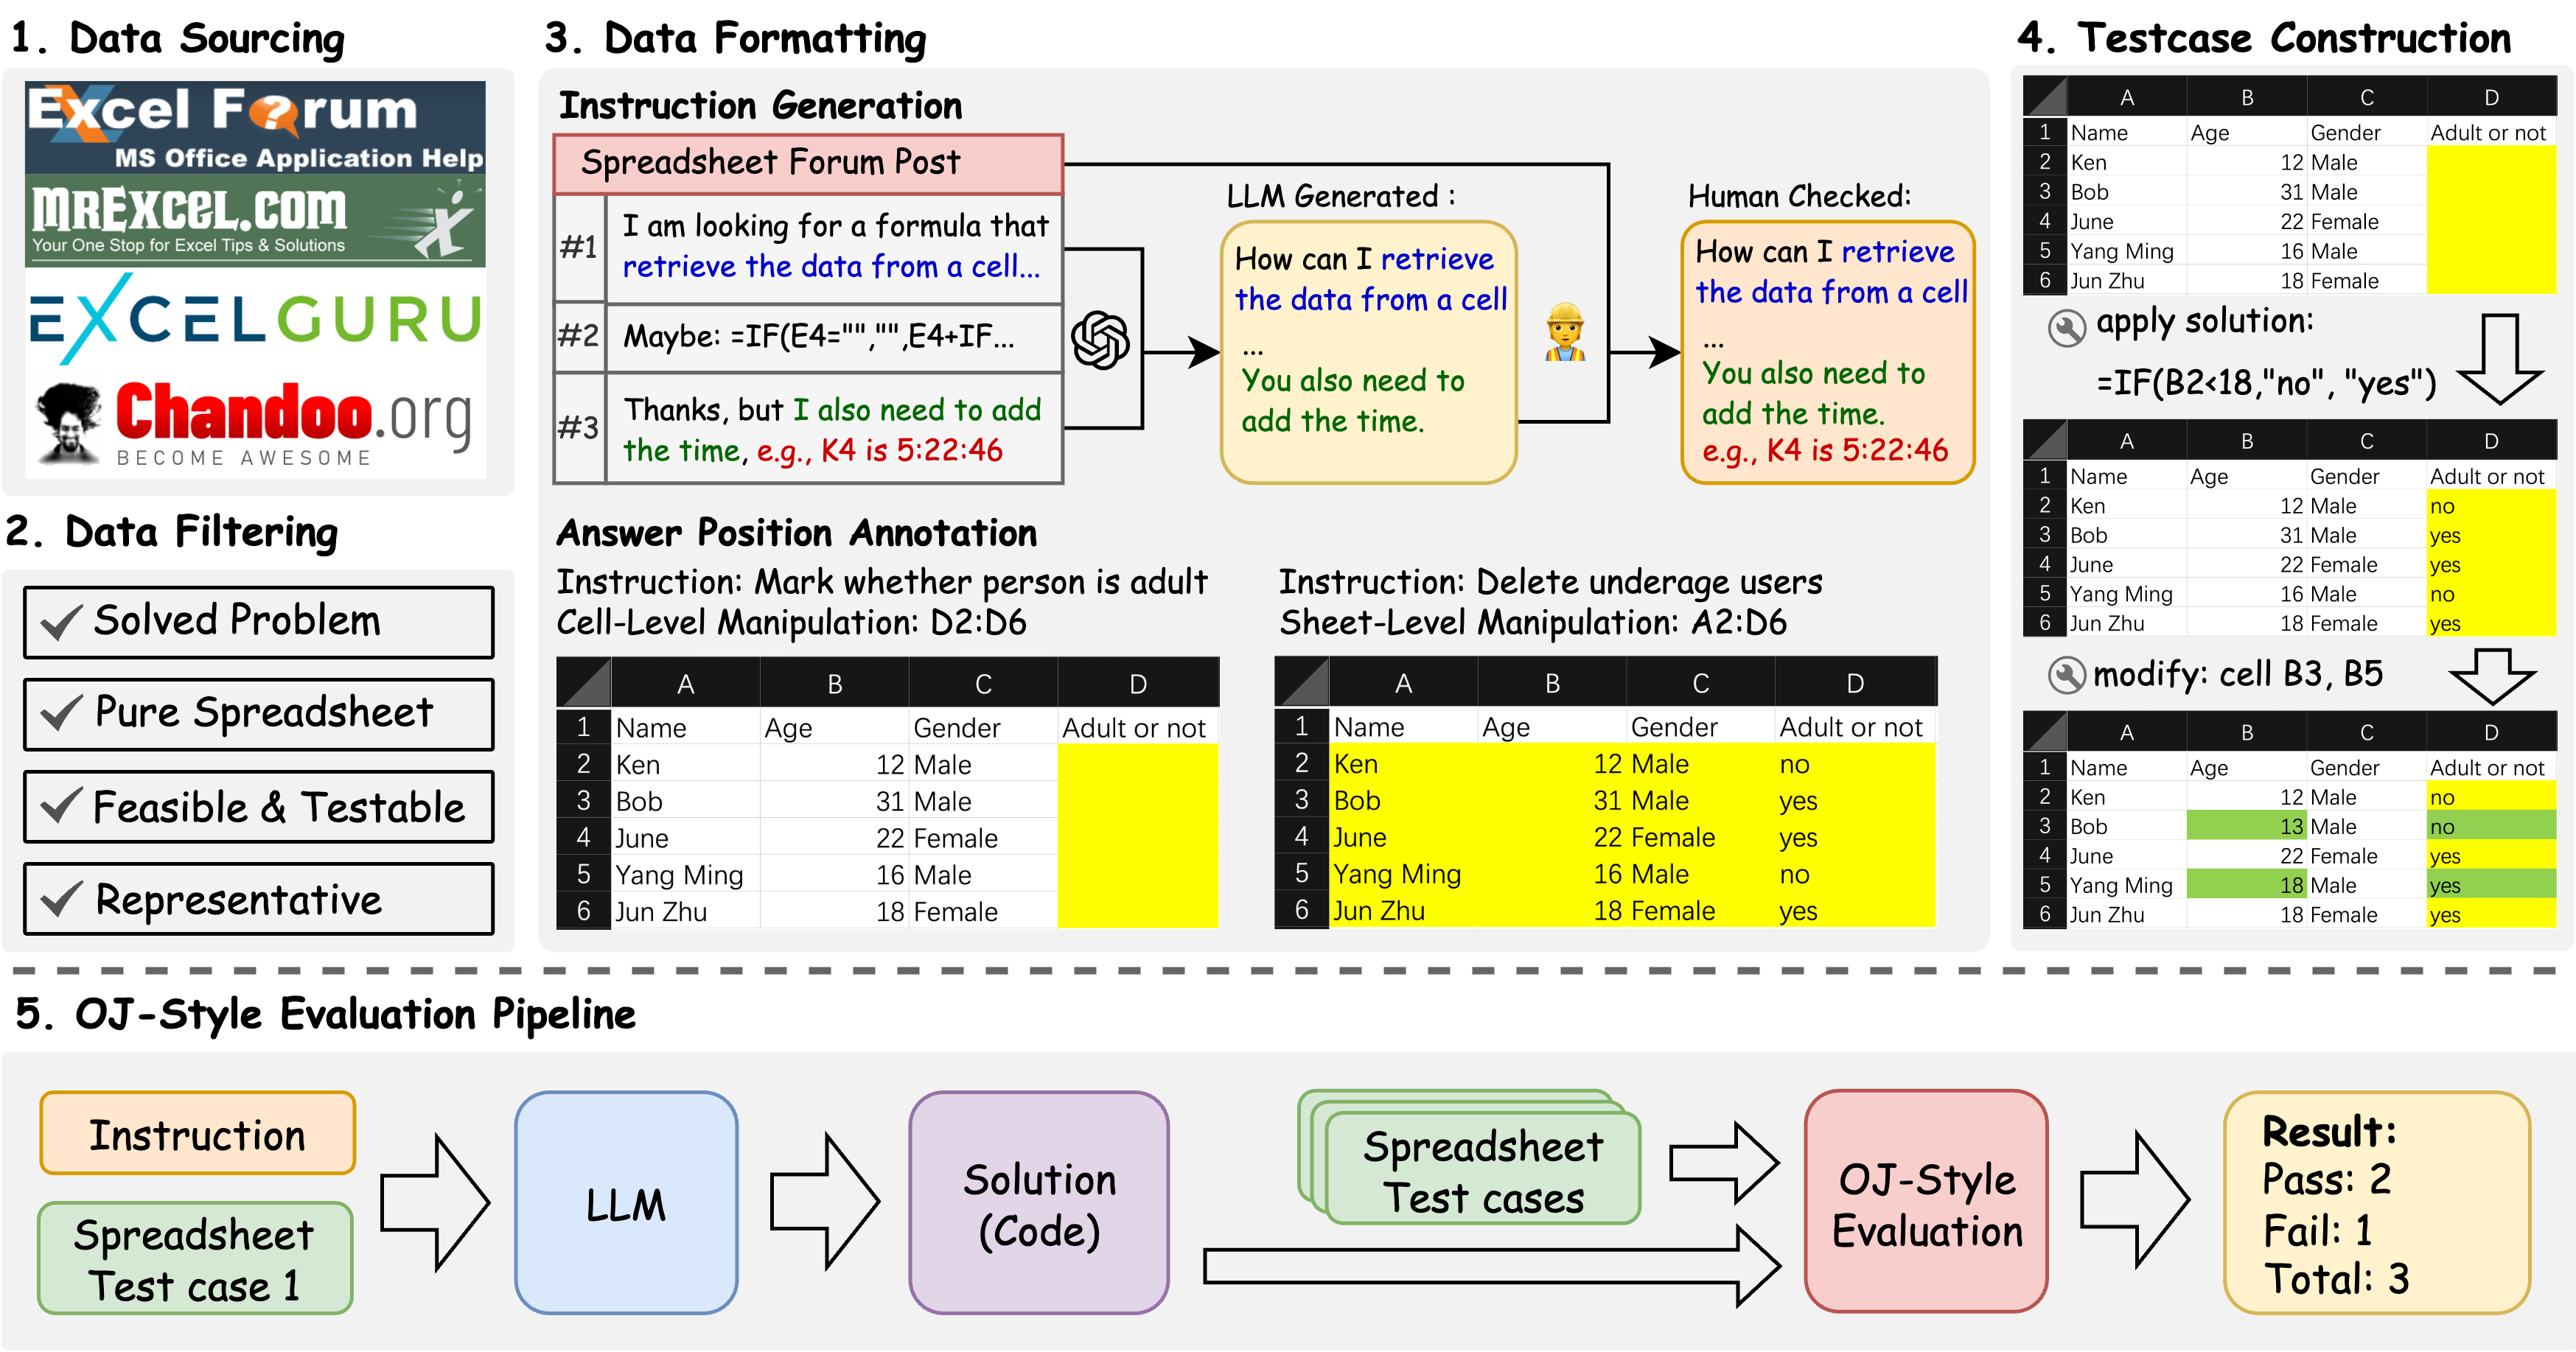 1. Data Sourcing
Excel F?rum
MS Office Application Help
MREXCEL.COM
Your One Stop for Excel Tips & Solutions
EXCELGURU
Chandoo.org
BECOME AWESOME
2. Data Filtering
Solved Problem
Pure Spreadsheet
Feasible & Testable
Representative
3. Data Formatting
Instruction Generation
Spreadsheet Forum Post
#1
I am looking for a formula that
retrieve the data from a cell...
#2
Maybe: =IF(E4="","",E4+IF...
#3
Thanks, but I also need to add
the time, e.g., K4 is 5:22:46
LLM Generated :
How can I retrieve
the data from a cell
...
You also need to
add the time.
Human Checked:
How can I retrieve
the data from a cell
...
You also need to
add the time.
e.g., K4 is 5:22:46
Answer Position Annotation
Instruction: Mark whether person is adult
Cell-Level Manipulation: D2:D6
A B C D
1 Name Age Gender Adult or not
2 Ken 12 Male
3 Bob 31 Male
4 June 22 Female
5 Yang Ming 16 Male
6 Jun Zhu 18 Female
Instruction: Delete underage users
Sheet-Level Manipulation: A2:D6
A B C D
1 Name Age Gender Adult or not
2 Ken 12 Male no
3 Bob 31 Male yes
4 June 22 Female yes
5 Yang Ming 16 Male no
6 Jun Zhu 18 Female yes
4. Testcase Construction
A B C D
1 Name Age Gender Adult or not
2 Ken 12 Male
3 Bob 31 Male
4 June 22 Female
5 Yang Ming 16 Male
6 Jun Zhu 18 Female
apply solution:
=IF(B2<18,"no", "yes")
A B C D
1 Name Age Gender Adult or not
2 Ken 12 Male no
3 Bob 31 Male yes
4 June 22 Female yes
5 Yang Ming 16 Male no
6 Jun Zhu 18 Female yes
modify: cell B3, B5
A B C D
1 Name Age Gender Adult or not
2 Ken 12 Male no
3 Bob 13 Male no
4 June 22 Female yes
5 Yang Ming 18 Male yes
6 Jun Zhu 18 Female yes
5. OJ-Style Evaluation Pipeline
Instruction
Spreadsheet
Test case 1
LLM
Solution
(Code)
Spreadsheet
Test cases
OJ-Style
Evaluation
Result:
Pass: 2
Fail: 1
Total: 3